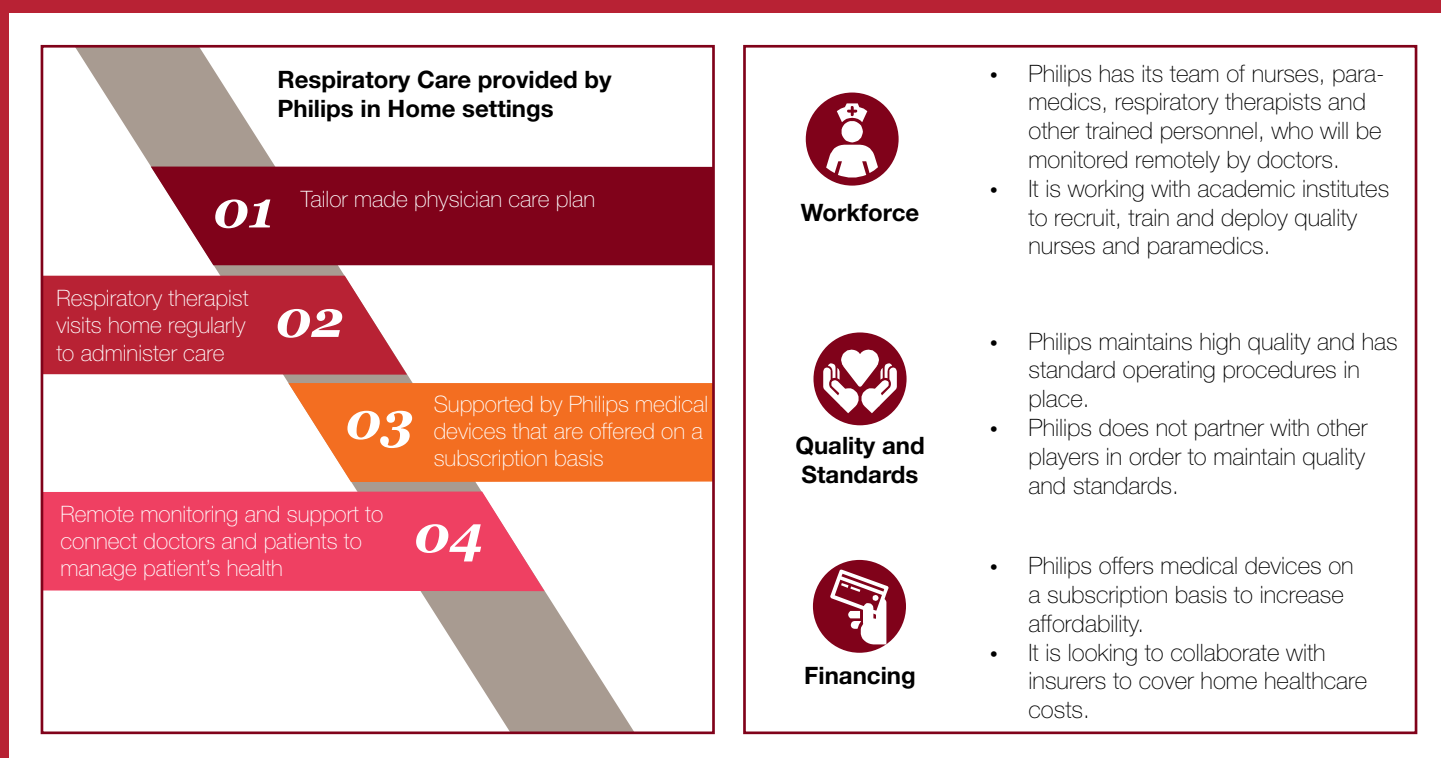 Respiratory Care provided by
Philips in Home settings
01
Tailor made physician care plan
Respiratory therapist
visits home regularly
to administer care
02
03
Supported by Philips medical
devices that are offered on a
subscription basis
Remote monitoring and support to
connect doctors and patients to
manage patient's health
04
Workforce
• Philips has its team of nurses, para-
medics, respiratory therapists and
other trained personnel, who will be
monitored remotely by doctors.
• It is working with academic institutes
to recruit, train and deploy quality
nurses and paramedics.
Quality and
Standards
• Philips maintains high quality and has
standard operating procedures in
place.
• Philips does not partner with other
players in order to maintain quality
and standards.
Financing
• Philips offers medical devices on
a subscription basis to increase
affordability.
• It is looking to collaborate with
insurers to cover home healthcare
costs.